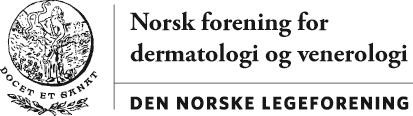 Norsk forening for
dermatologi og venerologi
DEN NORSKE LEGEFORENING
DOCET ET SANAT